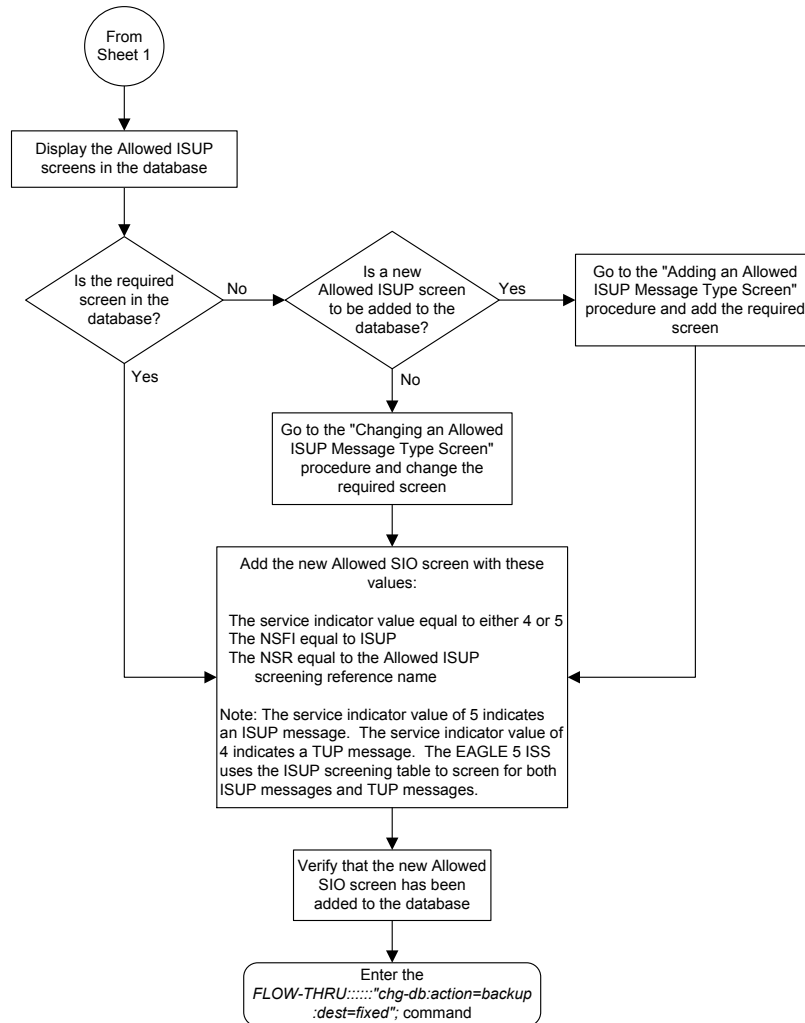 From
Sheet 1
Display the Allowed ISUP
screens in the database
Is the required
screen in the
database?
No
Is a new
Allowed ISUP screen
to be added to the
database?
Yes
Go to the "Adding an Allowed
ISUP Message Type Screen"
procedure and add the required
screen
Yes
No
Go to the "Changing an Allowed
ISUP Message Type Screen"
procedure and change the
required screen
Add the new Allowed SIO screen with these
values:
The service indicator value equal to either 4 or 5
The NSFI equal to ISUP
The NSR equal to the Allowed ISUP
screening reference name
Note: The service indicator value of 5 indicates
an ISUP message. The service indicator value of
4 indicates a TUP message. The EAGLE 5 ISS
uses the ISUP screening table to screen for both
ISUP messages and TUP messages.
Verify that the new Allowed
SIO screen has been
added to the database
Enter the
FLOW-THRU::::::"chg-db:action=backup
:dest=fixed"; command